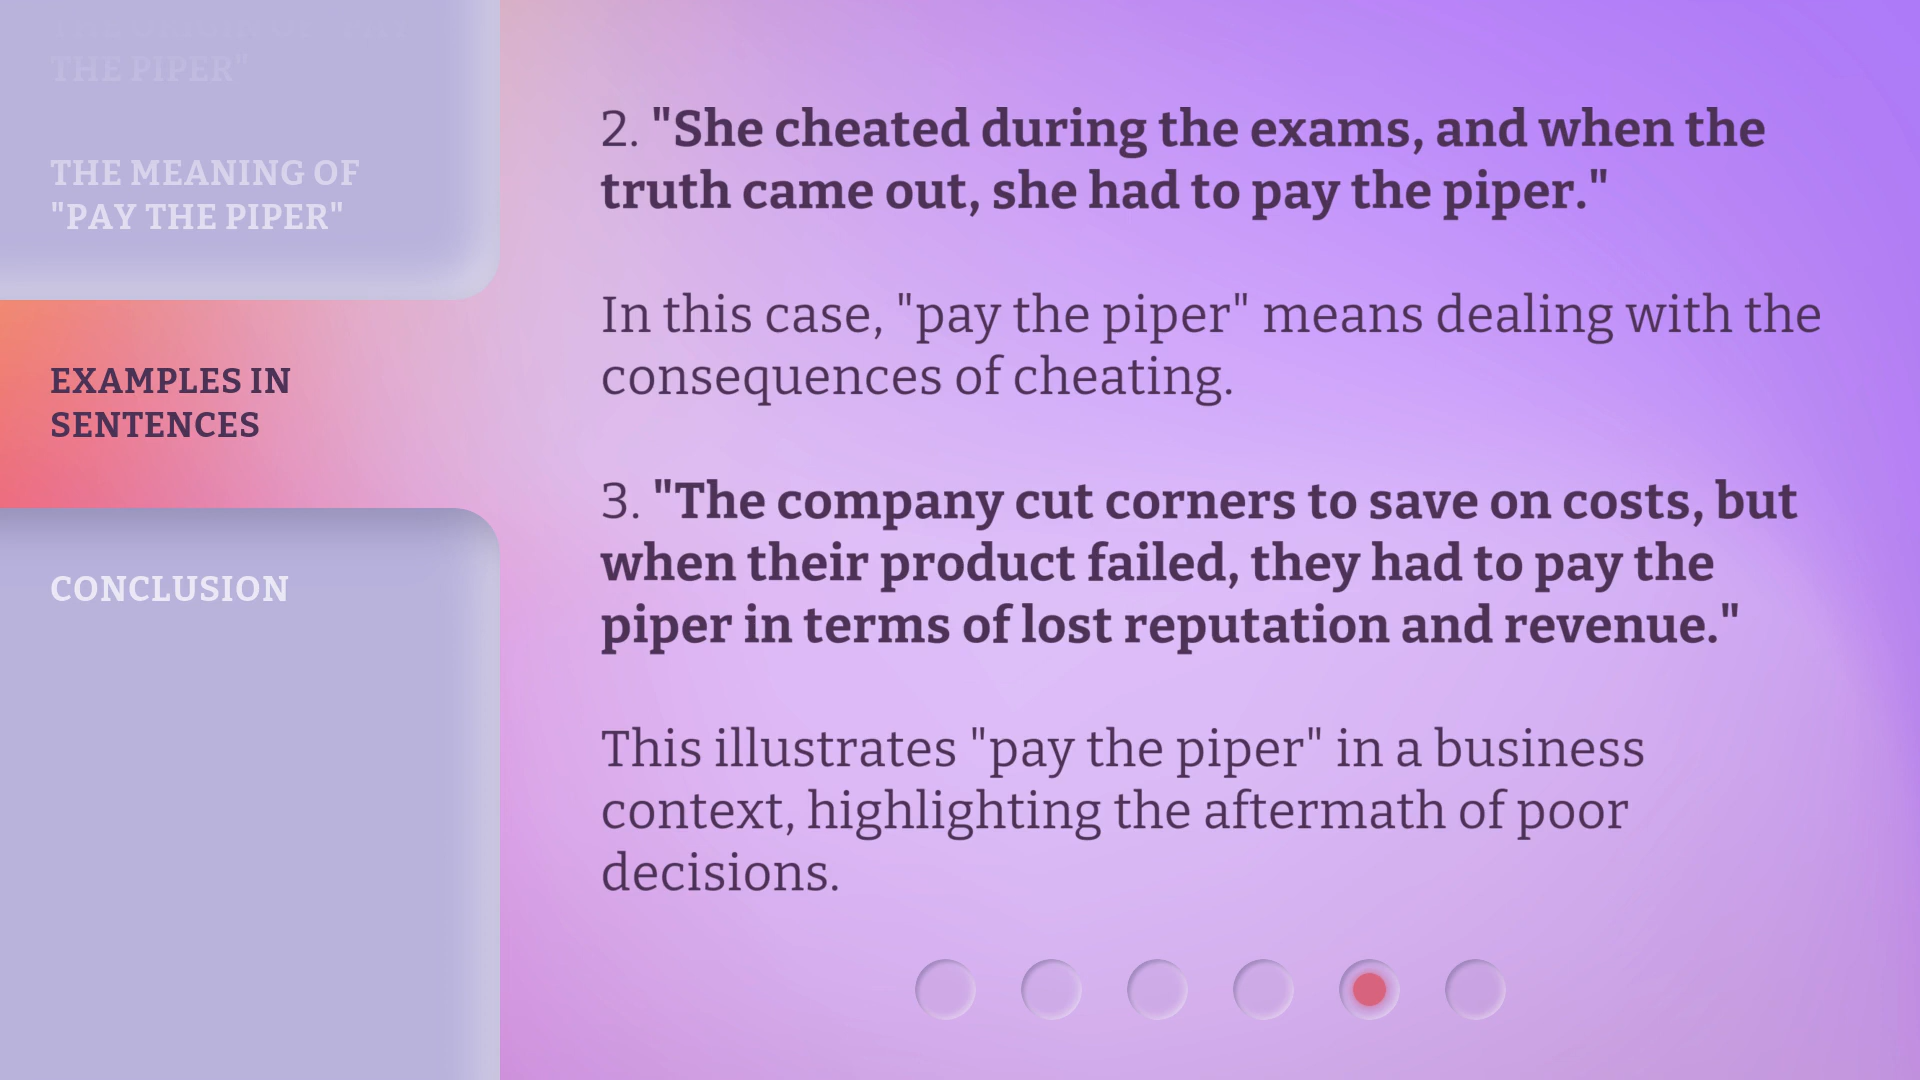 THE PIPER"
THE MEANING OF
"PAY THE PIPER"
EXAMPLES IN
SENTENCES
CONCLUSION
2. "She cheated during the exams, and when the
truth came out, she had to pay the piper."
In this case, "pay the piper" means dealing with the
consequences of cheating.
3. "The company cut corners to save on costs, but
when their product failed, they had to pay the
piper in terms of lost reputation and revenue."
This illustrates "pay the piper" in a business
context, highlighting the aftermath of poor
decisions.